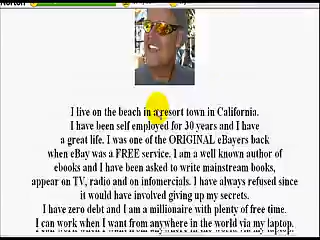 Norton
I live on the beach in a resort town in California.
I have been self employed for 30 years and I have
a great life. I was one of the ORIGINAL eBayers back
when eBay was a FREE service. I am a well known author of
ebooks and I have been asked to write mainstream books,
appear on TV, radio and on infomercials. I have always refused since
it would have involved giving up my secrets.
I have zero debt and I am a millionaire with plenty of free time.
I can work when I want from anywhere in the world via my laptop.